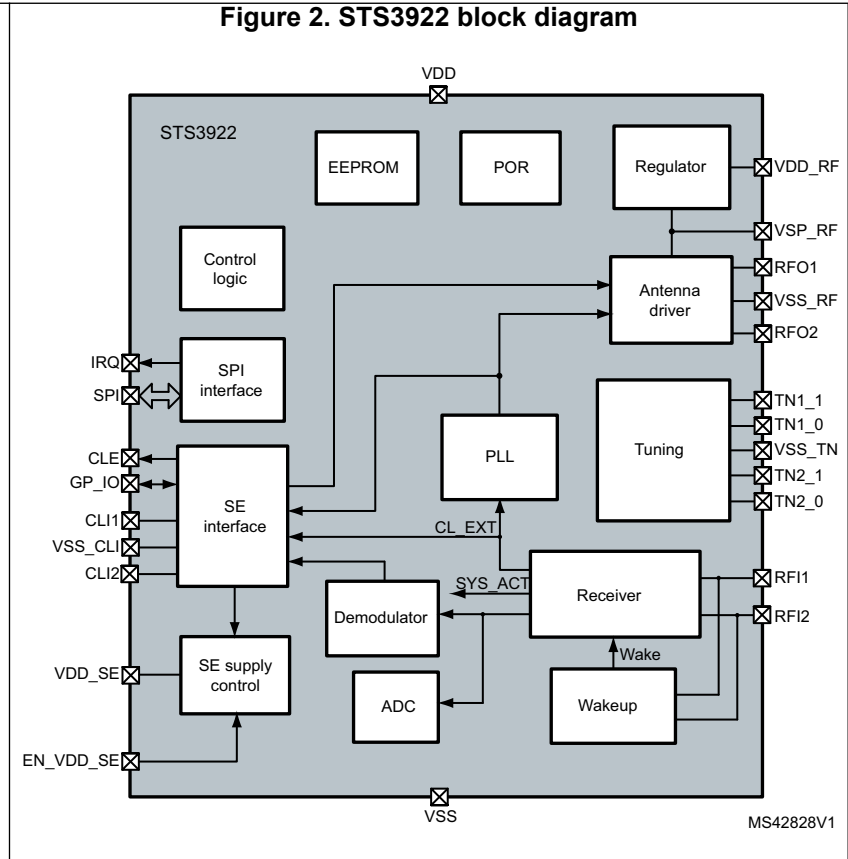 Figure 2. STS3922 block diagram
VDD
STS3922
EEPROM
POR
Regulator
VDD_RF
VSP_RF
Control
logic
Antenna
driver
RFO1
VSS_RF
RFO2
IRQ
SPI
SPI
interface
TN1_1
TN1_0
VSS_TN
TN2_1
TN2_0
Tuning
PLL
CLE
GP_IO
CLI1
VSS_CLI
CLI2
SE
interface
CL_EXT
SYS_ACT
Receiver
RFI1
RFI2
Demodulator
Wake
VDD_SE
SE supply
control
ADC
Wakeup
EN_VDD_SE
VSS
MS42828V1